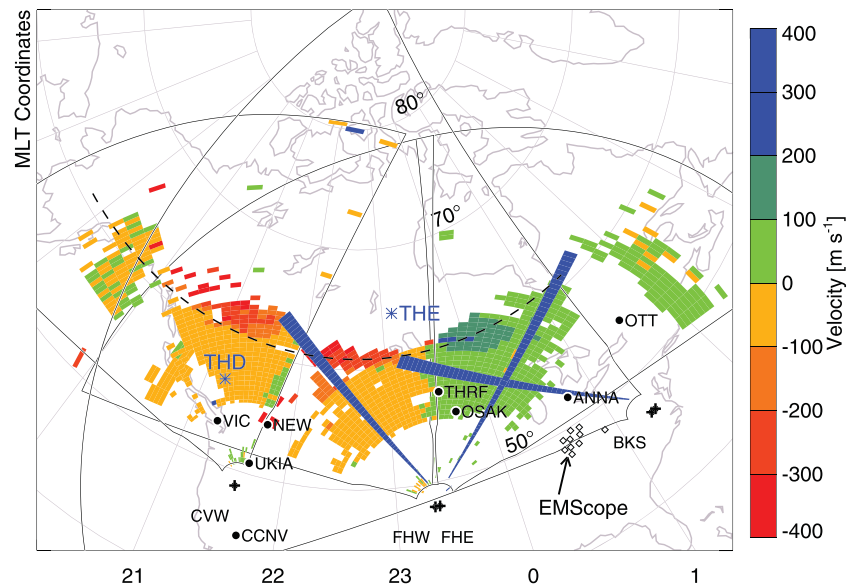 MLT Coordinates
80°
70°
THE
THD
OTT
THRF
OSAK
ANNA
VIC
NEW
50°
BKS
UKIA
EMScope
CVW
CCNV
FHW FHE
21 22 23 0 1
400
300
200
100
0
-100
-200
-300
-400
Velocity [m s⁻¹]